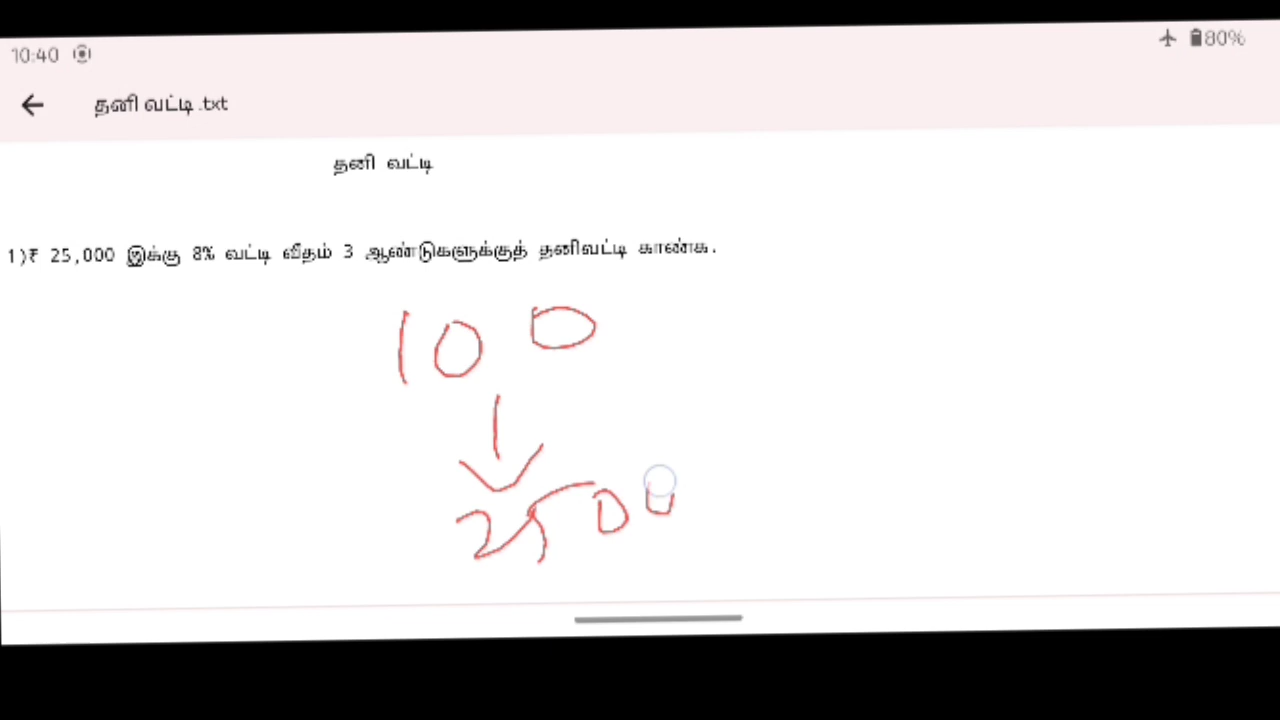 10:40
80%
தனி வட்டி .txt
தனி வட்டி
1)₹ 25,000 இக்கு 8% வட்டி வீதம் 3 ஆண்டுகளுக்குத் தனிவட்டி காண்க.
100
2500